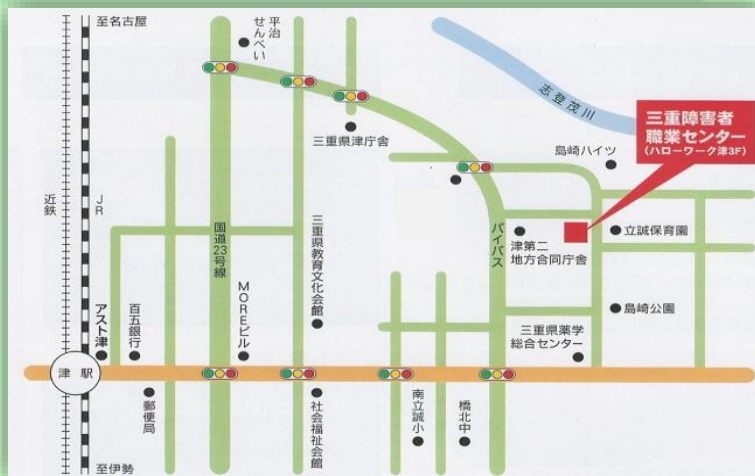 至名古屋
平治
せんべい
志登茂川
三重障害者
職業センター
(ハローワーク津3F)
三重県津庁舎
島崎ハイツ
近鉄
JR
国道23号線
三重県教育文化会館
バイパス
津第二
地方合同庁舎
立誠保育園
アスト津
百五銀行
MOREビル
島崎公園
三重県薬学
総合センター
津駅
郵便局
社会福祉会館
南立誠小
橋北中
至伊勢